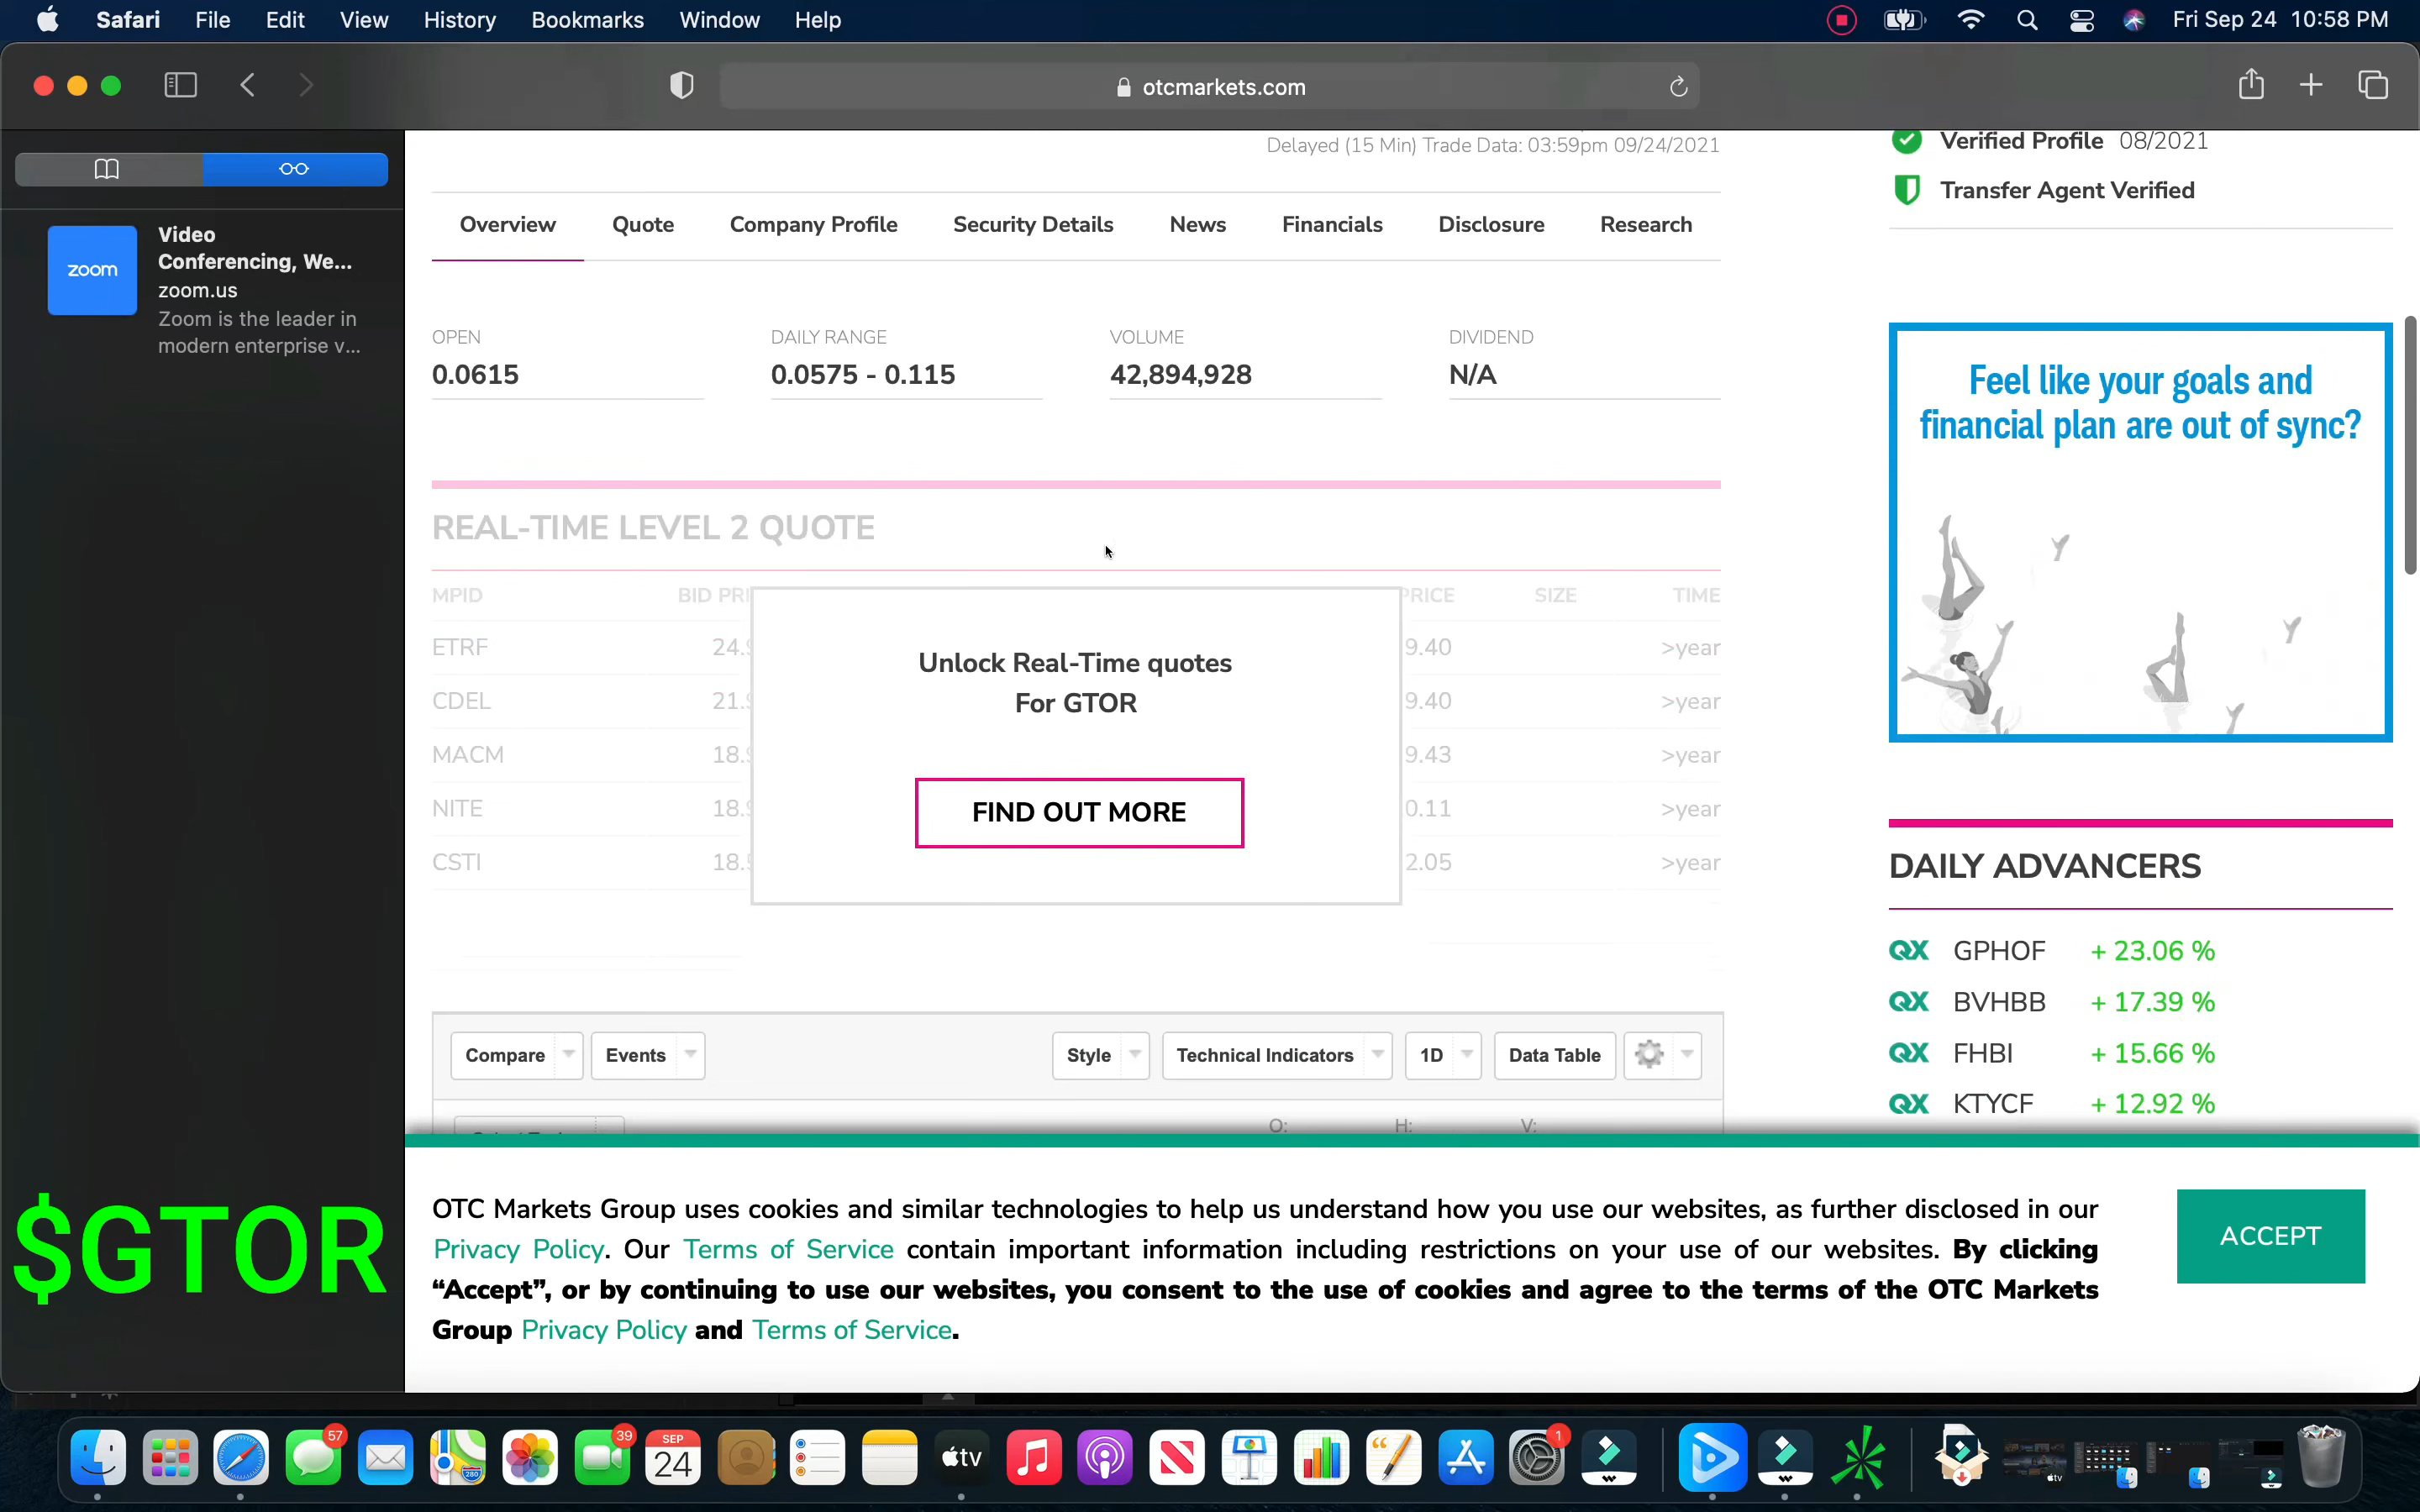 Safari File Edit View History Bookmarks Window Help
Fri Sep 24 10:58 PM
otcmarkets.com
Video
Conferencing, We...
zoom.us
Zoom is the leader in
modern enterprise v...
zoom
Delayed (15 Min) Trade Data: 03:59pm 09/24/2021
Overview Quote Company Profile Security Details News Financials Disclosure Research
OPEN DAILY RANGE VOLUME DIVIDEND
0.0615 0.0575 - 0.115 42,894,928 N/A
REAL-TIME LEVEL 2 QUOTE
MPID BID PRICE SIZE TIME
ETRF 9.40 >year
CDEL 9.40 >year
MACM 9.43 >year
NITE 0.11 >year
CSTI 2.05 >year
Unlock Real-Time quotes
For GTOR
FIND OUT MORE
Compare Events Style Technical Indicators 1D Data Table
O: H: V:
Verified Profile 08/2021
Transfer Agent Verified
Feel like your goals and
financial plan are out of sync?
DAILY ADVANCERS
QX GPHOF + 23.06 %
QX BVHBB + 17.39 %
QX FHBI + 15.66 %
QX KTYCF + 12.92 %
$GTOR
OTC Markets Group uses cookies and similar technologies to help us understand how you use our websites, as further disclosed in our
Privacy Policy. Our Terms of Service contain important information including restrictions on your use of our websites. By clicking
“Accept”, or by continuing to use our websites, you consent to the use of cookies and agree to the terms of the OTC Markets
Group Privacy Policy and Terms of Service.
ACCEPT
57
39
SEP
24
tv
1
280